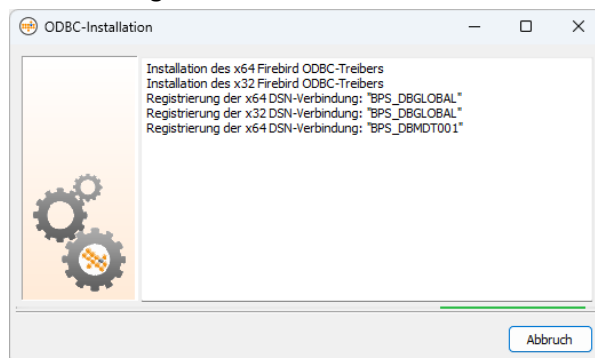 ODBC-Installation
Installation des x64 Firebird ODBC-Treibers
Installation des x32 Firebird ODBC-Treibers
Registrierung der x64 DSN-Verbindung: "BPS_DBGLOBAL"
Registrierung der x32 DSN-Verbindung: "BPS_DBGLOBAL"
Registrierung der x64 DSN-Verbindung: "BPS_DBMDT001"
Abbruch